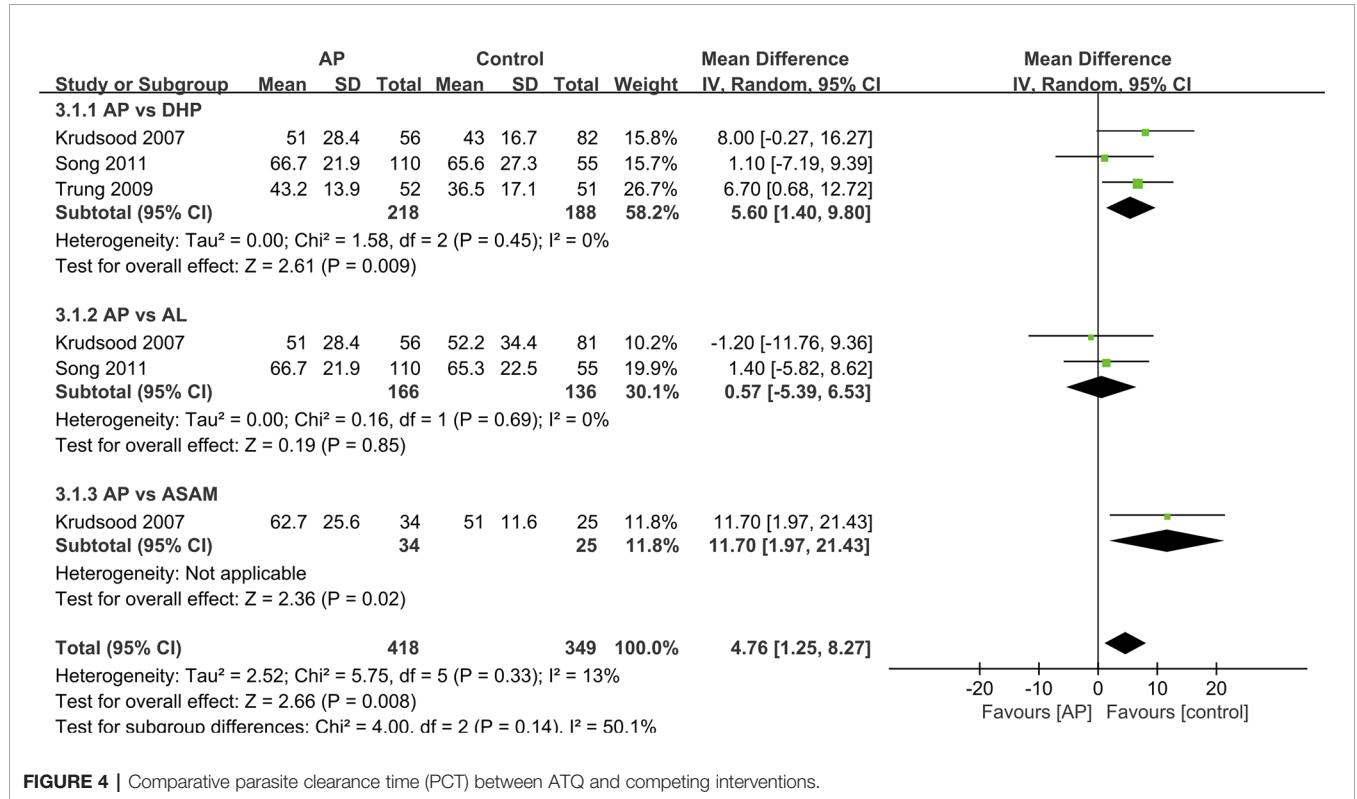 AP Control Mean Difference Mean Difference
Study or Subgroup Mean SD Total Mean SD Total Weight IV, Random, 95% CI IV, Random, 95% CI
3.1.1 AP vs DHP
Krudsood 2007 51 28.4 56 43 16.7 82 15.8% 8.00 [-0.27, 16.27]
Song 2011 66.7 21.9 110 65.6 27.3 55 15.7% 1.10 [-7.19, 9.39]
Trung 2009 43.2 13.9 52 36.5 17.1 51 26.7% 6.70 [0.68, 12.72]
Subtotal (95% CI) 218 188 58.2% 5.60 [1.40, 9.80]
Heterogeneity: Tau² = 0.00; Chi² = 1.58, df = 2 (P = 0.45); I² = 0%
Test for overall effect: Z = 2.61 (P = 0.009)
3.1.2 AP vs AL
Krudsood 2007 51 28.4 56 52.2 34.4 81 10.2% -1.20 [-11.76, 9.36]
Song 2011 66.7 21.9 110 65.3 22.5 55 19.9% 1.40 [-5.82, 8.62]
Subtotal (95% CI) 166 136 30.1% 0.57 [-5.39, 6.53]
Heterogeneity: Tau² = 0.00; Chi² = 0.16, df = 1 (P = 0.69); I² = 0%
Test for overall effect: Z = 0.19 (P = 0.85)
3.1.3 AP vs ASAM
Krudsood 2007 62.7 25.6 34 51 11.6 25 11.8% 11.70 [1.97, 21.43]
Subtotal (95% CI) 34 25 11.8% 11.70 [1.97, 21.43]
Heterogeneity: Not applicable
Test for overall effect: Z = 2.36 (P = 0.02)
Total (95% CI) 418 349 100.0% 4.76 [1.25, 8.27]
Heterogeneity: Tau² = 2.52; Chi² = 5.75, df = 5 (P = 0.33); I² = 13%
Test for overall effect: Z = 2.66 (P = 0.008)
Test for subgroup differences: Chi² = 4.00, df = 2 (P = 0.14), I² = 50.1%
-20 -10 0 10 20
Favours [AP] Favours [control]
FIGURE 4 | Comparative parasite clearance time (PCT) between ATQ and competing interventions.